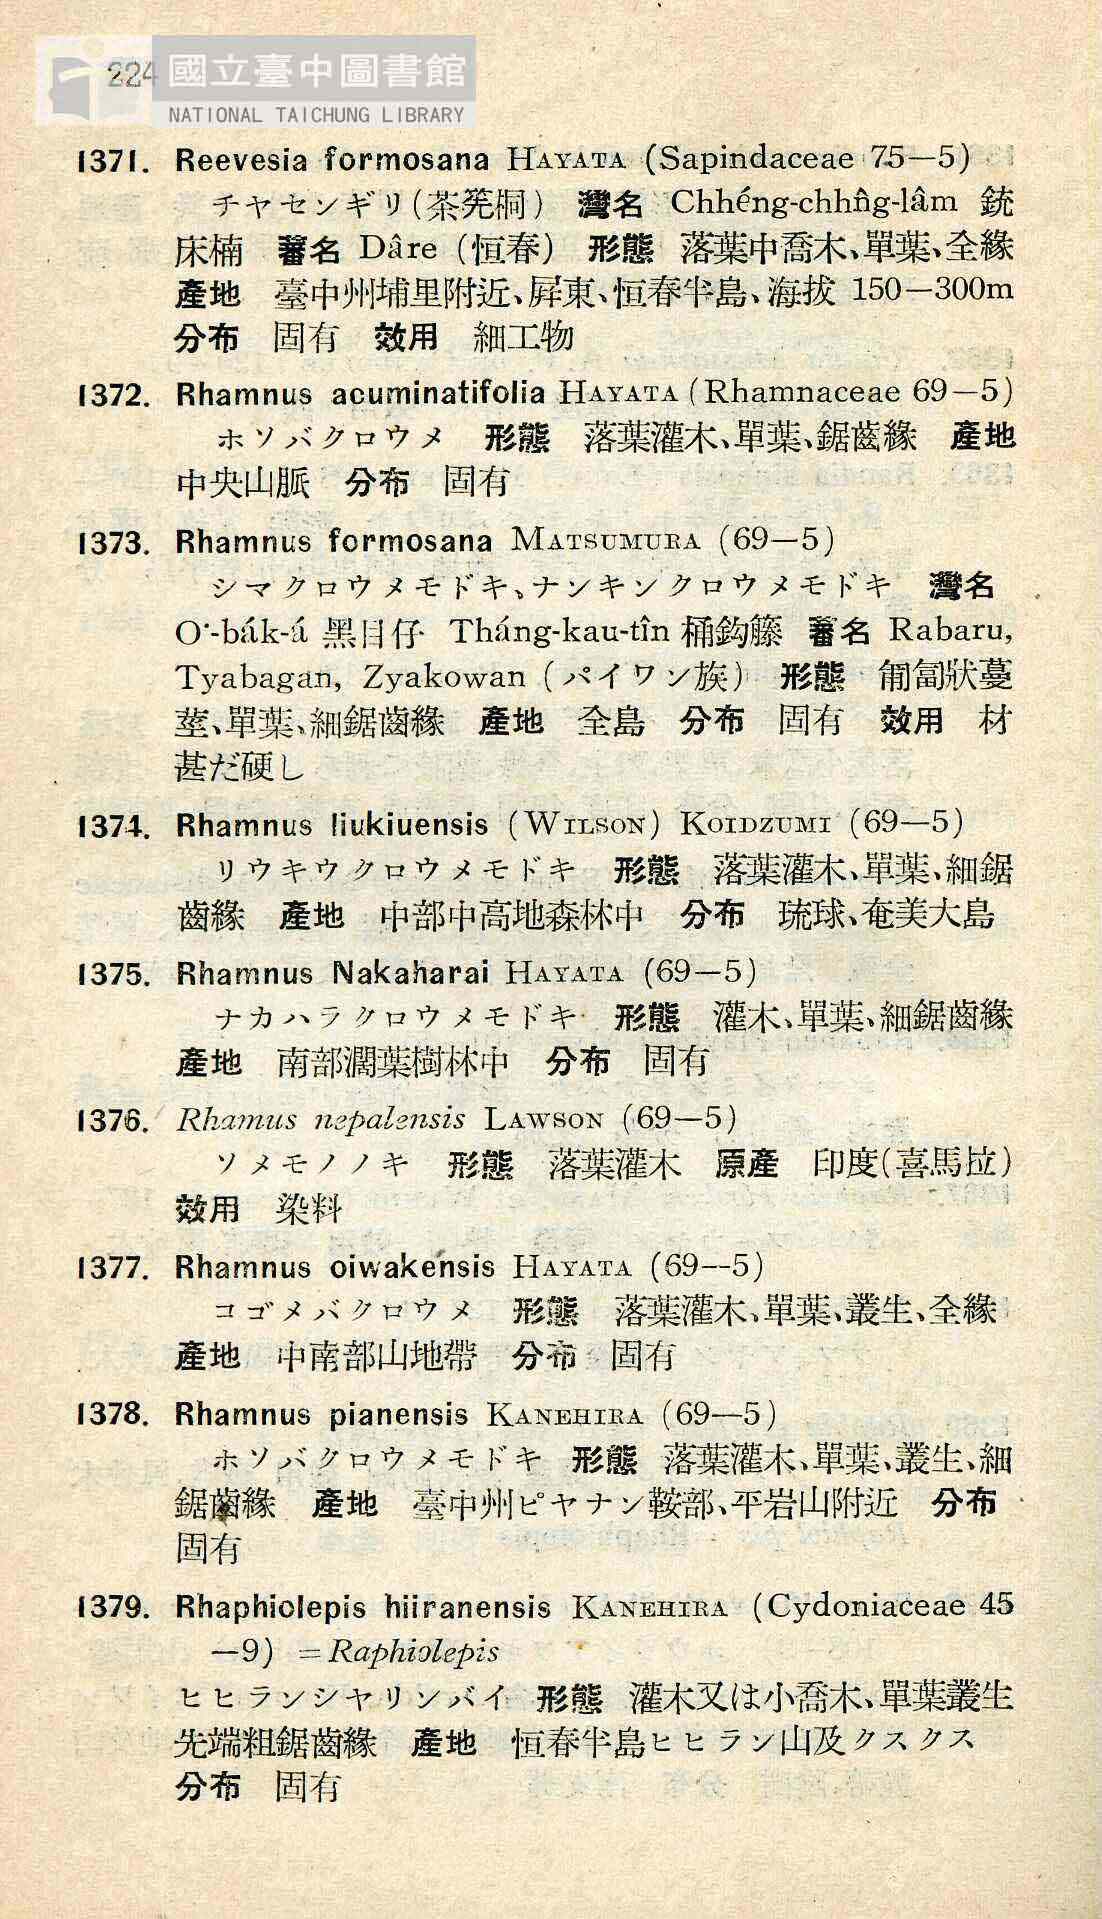 224 國立臺中圖書館
NATIONAL TAICHUNG LIBRARY
1371. Reevesia formosana HAYATA (Sapindaceae 75—5)
チヤセンギリ(茶筅桐) 灣名 Chhéng-chhn̂g-lâm 銃
床楠 蕃名 Dâre (恒春) 形態 落葉中喬木、單葉、全緣
產地 臺中州埔里附近、屛東、恒春半島、海拔 150—300m
分布 固有 效用 細工物
1372. Rhamnus acuminatifolia HAYATA (Rhamnaceae 69—5)
ホソバクロウメ 形態 落葉灌木、單葉、鋸齒緣 產地
中央山脈 分布 固有
1373. Rhamnus formosana MATSUMURA (69—5)
シマクロウメモドキ、ナンキンクロウメモドキ 灣名
O·-ba̍k-á 黑目仔 Tháng-kau-tîn 桶鈎籐 蕃名 Rabaru,
Tyabagan, Zyakowan (パイワン族) 形態 匍匐狀蔓
莖、單葉、細鋸齒緣 產地 全島 分布 固有 效用 材
甚だ硬し
1374. Rhamnus liukiuensis (WILSON) KOIDZUMI (69—5)
リウキウクロウメモドキ 形態 落葉灌木、單葉、細鋸
齒緣 產地 中部中高地森林中 分布 琉球、奄美大島
1375. Rhamnus Nakaharai HAYATA (69—5)
ナカハラクロウメモドキ 形態 灌木、單葉、細鋸齒緣
產地 南部濶葉樹林中 分布 固有
1376. Rhamus nepalensis LAWSON (69—5)
ソメモノノキ 形態 落葉灌木 原產 印度(喜馬拉)
效用 染料
1377. Rhamnus oiwakensis HAYATA (69—5)
コゴメバクロウメ 形態 落葉灌木、單葉、叢生、全緣
產地 中南部山地帶 分布 固有
1378. Rhamnus pianensis KANEHIRA (69—5)
ホソバクロウメモドキ 形態 落葉灌木、單葉、叢生、細
鋸齒緣 產地 臺中州ピヤナン鞍部、平岩山附近 分布
固有
1379. Rhaphiolepis hiiranensis KANEHIRA (Cydoniaceae 45
—9) =Raphiolepis
ヒヒランシヤリンバイ 形態 灌木又は小喬木、單葉叢生
先端粗鋸齒緣 產地 恒春半島ヒヒラン山及クスクス
分布 固有